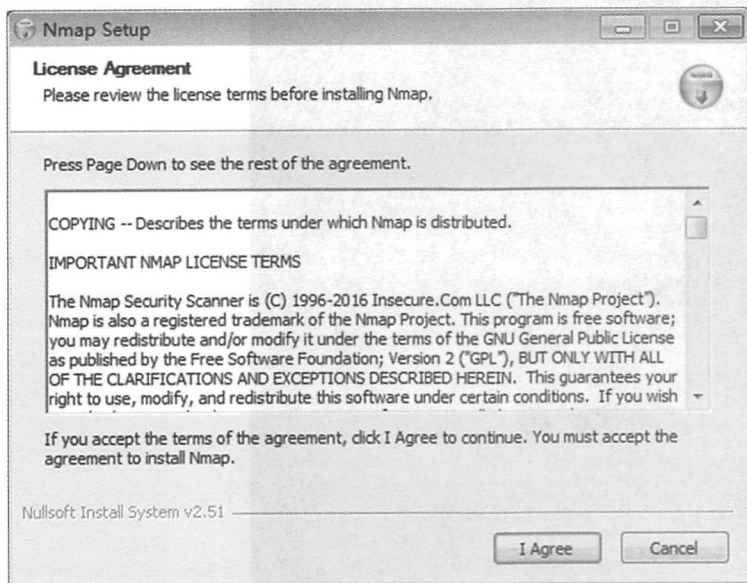 Nmap Setup
License Agreement
Please review the license terms before installing Nmap.
Press Page Down to see the rest of the agreement.
COPYING -- Describes the terms under which Nmap is distributed.
IMPORTANT NMAP LICENSE TERMS
The Nmap Security Scanner is (C) 1996-2016 Insecure.Com LLC ("The Nmap Project").
Nmap is also a registered trademark of the Nmap Project. This program is free software;
you may redistribute and/or modify it under the terms of the GNU General Public License
as published by the Free Software Foundation; Version 2 ("GPL"), BUT ONLY WITH ALL
OF THE CLARIFICATIONS AND EXCEPTIONS DESCRIBED HEREIN. This guarantees your
right to use, modify, and redistribute this software under certain conditions. If you wish
If you accept the terms of the agreement, click I Agree to continue. You must accept the
agreement to install Nmap.
Nullsoft Install System v2.51
I Agree
Cancel